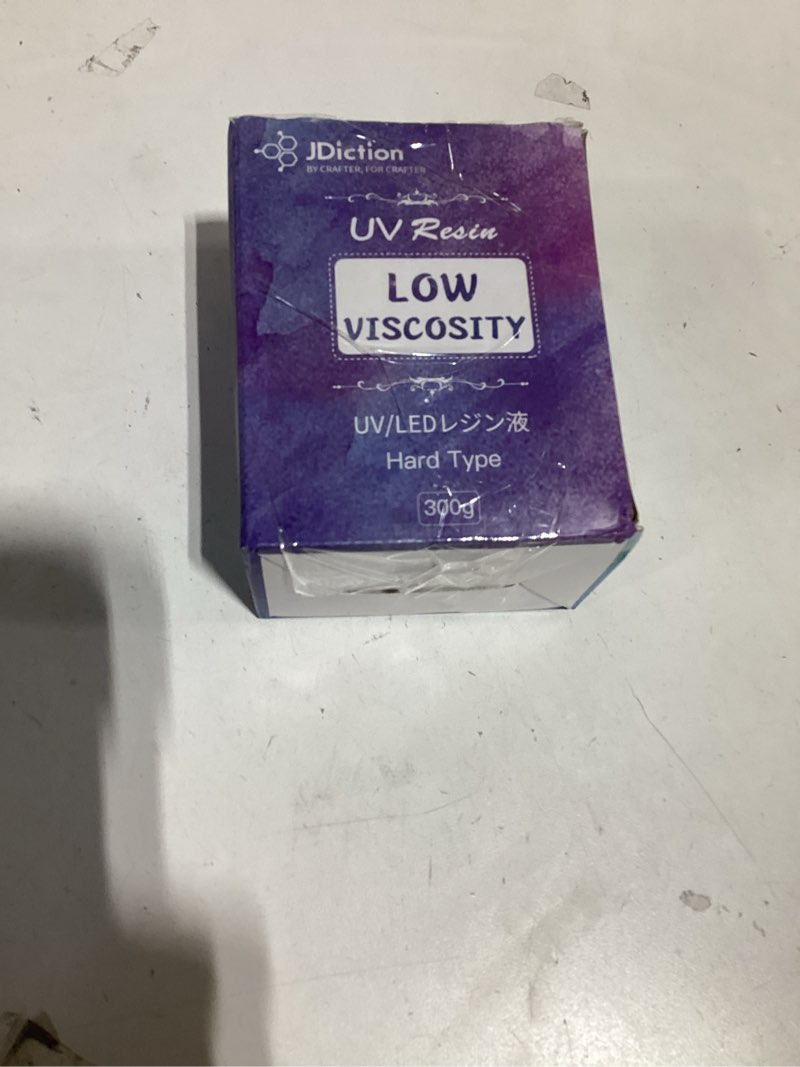 JDiction
BY CRAFTER, FOR CRAFTER
UV Resin
LOW
VISCOSITY
UV/LEDレジン液
Hard Type
300g